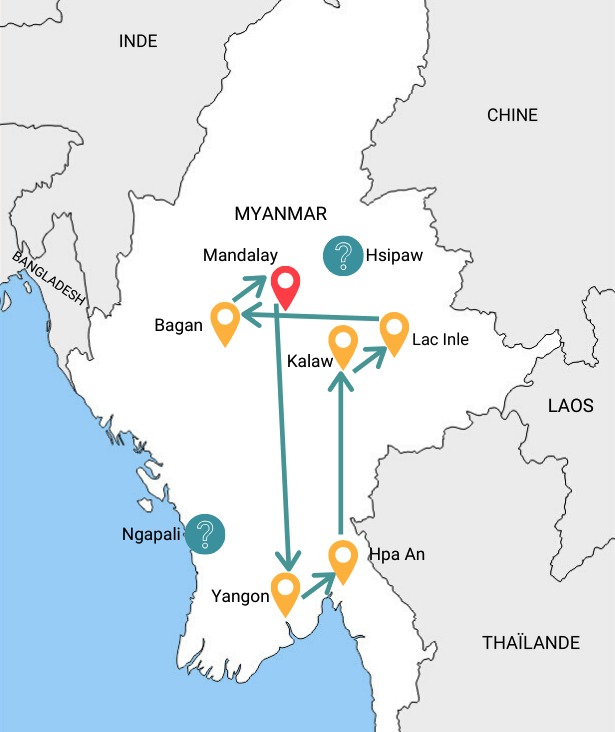 INDE
CHINE
MYANMAR
Mandalay
?
Hsipaw
BANGLADESH
Bagan
Lac Inle
Kalaw
LAOS
Ngapali
?
Hpa An
Yangon
THAÏLANDE